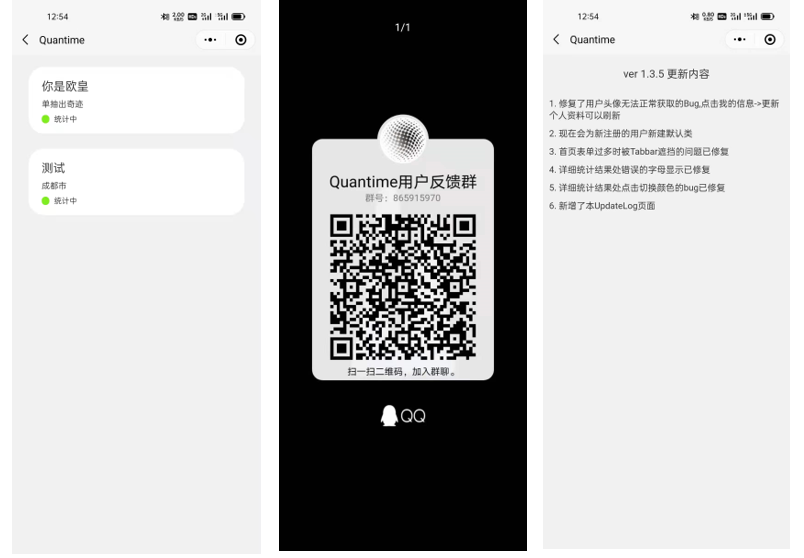 12:54
Quantime
你是欧皇
单抽出奇迹
统计中
测试
成都市
统计中
1/1
Quantime用户反馈群
群号：865915970
扫一扫二维码，加入群聊。
QQ
12:54
Quantime
ver 1.3.5 更新内容
1. 修复了用户头像无法正常获取的Bug,点击我的信息->更新
个人资料可以刷新
2. 现在会为新注册的用户新建默认类
3. 首页表单过多时被Tabbar遮挡的问题已修复
4. 详细统计结果处错误的字母显示已修复
5. 详细统计结果处点击切换颜色的bug已修复
6. 新增了本UpdateLog页面